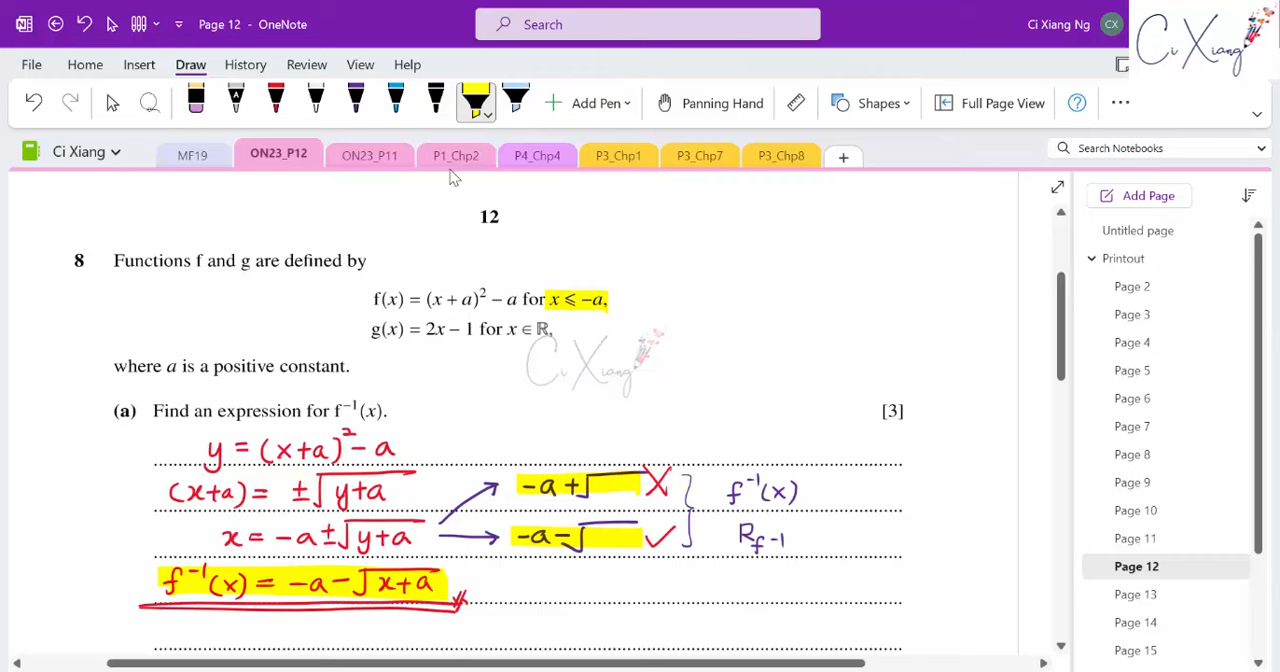 Page 12 - OneNote
Search
Ci Xiang Ng
CX
Ci Xiang
File
Home
Insert
Draw
History
Review
View
Help
Add Pen
Panning Hand
Shapes
Full Page View
Ci Xiang
MF19
ON23_P12
ON23_P11
P1_Chp2
P4_Chp4
P3_Chp1
P3_Chp7
P3_Chp8
Search Notebooks
Add Page
Untitled page
Printout
Page 2
Page 3
Page 4
Page 5
Page 6
Page 7
Page 8
Page 9
Page 10
Page 11
Page 12
Page 13
Page 14
Page 15
12
8 Functions f and g are defined by
f(x) = (x + a)² − a for x ⩽ −a,
g(x) = 2x − 1 for x ∈ ℝ,
Ci Xiang
where a is a positive constant.
(a) Find an expression for f⁻¹(x). [3]
y = (x+a)² − a
(x+a) = ±√(y+a) −a + √ ✗ f⁻¹(x)
x = −a ± √(y+a) −a − √ ✓ R_f⁻¹
f⁻¹(x) = −a − √(x+a)